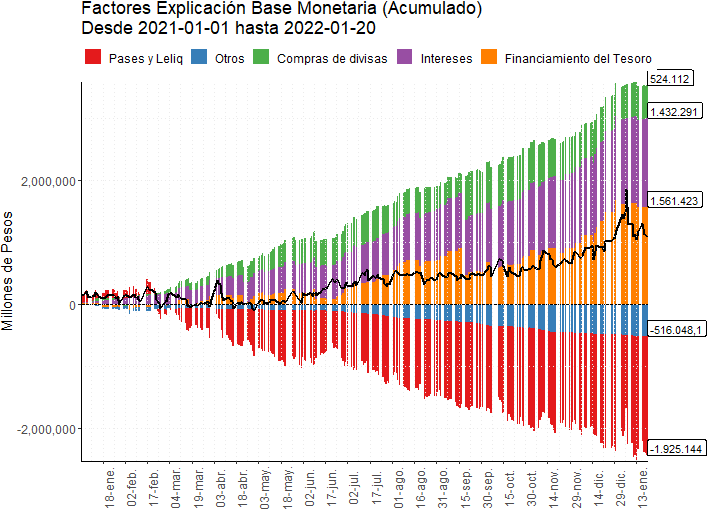 Factores Explicación Base Monetaria (Acumulado)
Desde 2021-01-01 hasta 2022-01-20
Pases y Leliq Otros Compras de divisas Intereses Financiamiento del Tesoro
Millones de Pesos
2,000,000
0
-2,000,000
524.112
1.432.291
1.561.423
-516.048,1
-1.925.144
18-ene.
02-feb.
17-feb.
04-mar.
19-mar.
03-abr.
18-abr.
03-may.
18-may.
02-jun.
17-jun.
02-jul.
17-jul.
01-ago.
16-ago.
31-ago.
15-sep.
30-sep.
15-oct.
30-oct.
14-nov.
29-nov.
14-dic.
29-dic.
13-ene.